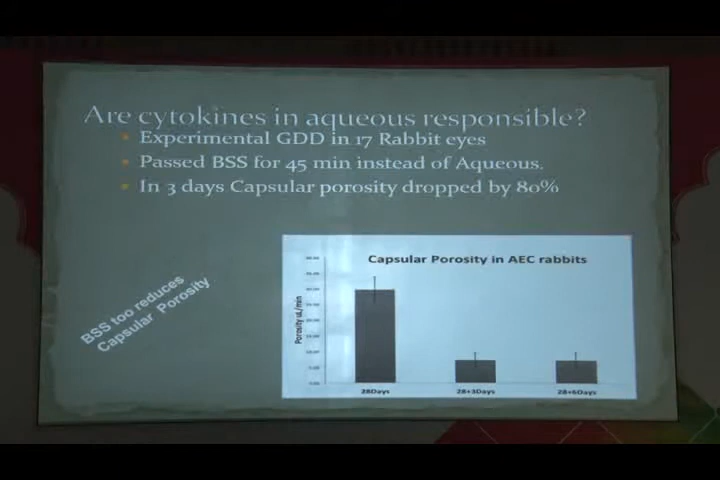 Are cytokines in aqueous responsible?
Experimental GDD in 17 Rabbit eyes
Passed BSS for 45 min instead of Aqueous.
In 3 days Capsular porosity dropped by 80%
BSS too reduces
Capsular Porosity
Capsular Porosity in AEC rabbits
Porosity uL/min
28Days
28+3Days
28+6Days